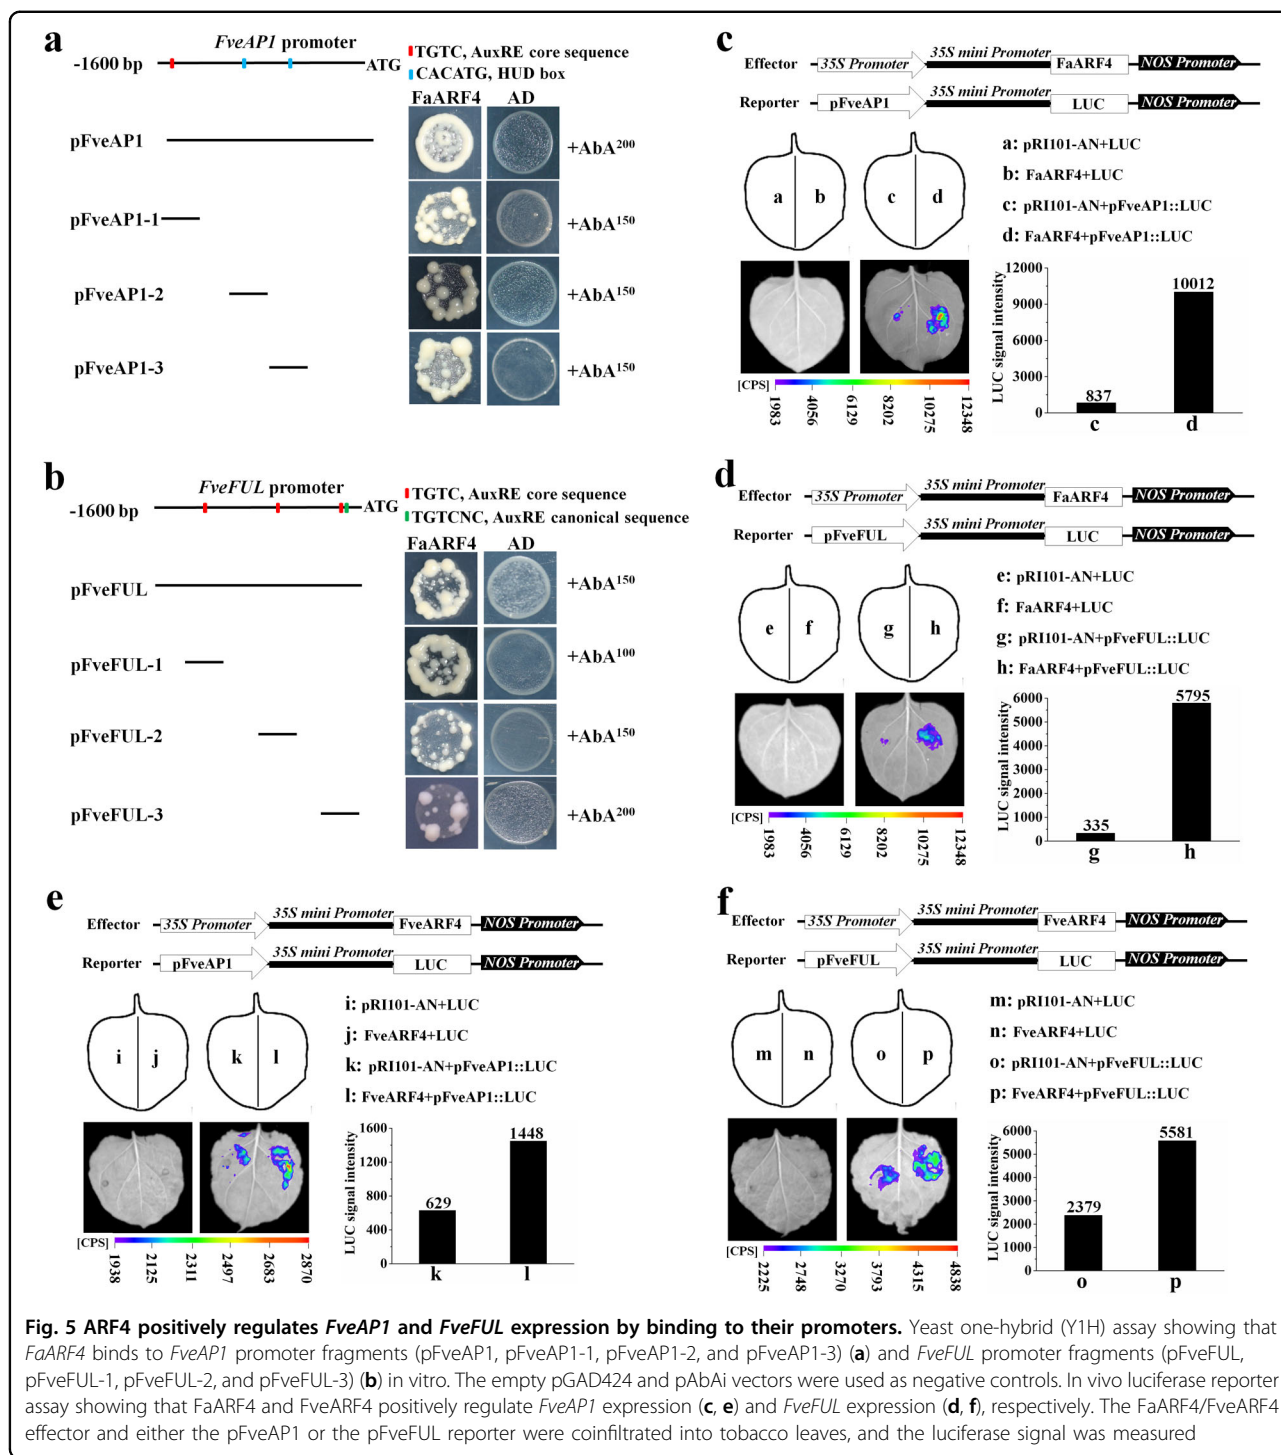 a
FveAP1 promoter
-1600 bp
ATG
TGTC, AuxRE core sequence
CACATG, HUD box
FaARF4 AD
pFveAP1
+AbA200
pFveAP1-1
+AbA150
pFveAP1-2
+AbA150
pFveAP1-3
+AbA150
b
FveFUL promoter
-1600 bp
ATG
TGTC, AuxRE core sequence
TGTCNC, AuxRE canonical sequence
FaARF4 AD
pFveFUL
+AbA150
pFveFUL-1
+AbA100
pFveFUL-2
+AbA150
pFveFUL-3
+AbA200
c
Effector 35S Promoter 35S mini Promoter FaARF4 NOS Promoter
Reporter pFveAP1 35S mini Promoter LUC NOS Promoter
a b c d
a: pRI101-AN+LUC
b: FaARF4+LUC
c: pRI101-AN+pFveAP1::LUC
d: FaARF4+pFveAP1::LUC
[CPS]
1983 4056 6129 8202 10275 12348
LUC signal intensity
12000
9000
6000
3000
0
837
10012
c d
d
Effector 35S Promoter 35S mini Promoter FaARF4 NOS Promoter
Reporter pFveFUL 35S mini Promoter LUC NOS Promoter
e f g h
e: pRI101-AN+LUC
f: FaARF4+LUC
g: pRI101-AN+pFveFUL::LUC
h: FaARF4+pFveFUL::LUC
[CPS]
1983 4056 6129 8202 10275 12348
LUC signal intensity
6000
5000
4000
3000
2000
1000
0
335
5795
g h
e
Effector 35S Promoter 35S mini Promoter FveARF4 NOS Promoter
Reporter pFveAP1 35S mini Promoter LUC NOS Promoter
i j k l
i: pRI101-AN+LUC
j: FveARF4+LUC
k: pRI101-AN+pFveAP1::LUC
l: FveARF4+pFveAP1::LUC
[CPS]
1938 2125 2311 2497 2683 2870
LUC signal intensity
1600
1200
800
400
0
629
1448
k l
f
Effector 35S Promoter 35S mini Promoter FveARF4 NOS Promoter
Reporter pFveFUL 35S mini Promoter LUC NOS Promoter
m n o p
m: pRI101-AN+LUC
n: FveARF4+LUC
o: pRI101-AN+pFveFUL::LUC
p: FveARF4+pFveFUL::LUC
[CPS]
2225 2748 3270 3793 4315 4838
LUC signal intensity
6000
5000
4000
3000
2000
1000
0
2379
5581
o p
Fig. 5 ARF4 positively regulates FveAP1 and FveFUL expression by binding to their promoters. Yeast one-hybrid (Y1H) assay showing that
FaARF4 binds to FveAP1 promoter fragments (pFveAP1, pFveAP1-1, pFveAP1-2, and pFveAP1-3) (a) and FveFUL promoter fragments (pFveFUL,
pFveFUL-1, pFveFUL-2, and pFveFUL-3) (b) in vitro. The empty pGAD424 and pAbAi vectors were used as negative controls. In vivo luciferase reporter
assay showing that FaARF4 and FveARF4 positively regulate FveAP1 expression (c, e) and FveFUL expression (d, f), respectively. The FaARF4/FveARF4
effector and either the pFveAP1 or the pFveFUL reporter were coinfiltrated into tobacco leaves, and the luciferase signal was measured